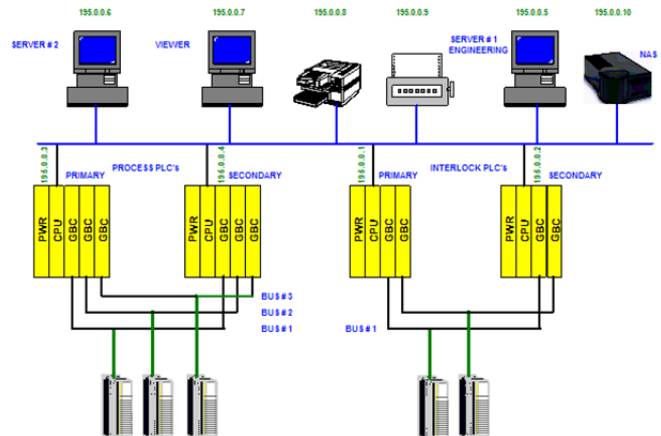 195.0.0.6
195.0.0.7
195.0.0.8
195.0.0.9
195.0.0.5
195.0.0.10
SERVER # 2
VIEWER
SERVER # 1
ENGINEERING
NAS
195.0.0.3
PROCESS PLC's
195.0.0.4
195.0.0.1
INTERLOCK PLC's
195.0.0.2
PRIMARY
SECONDARY
PRIMARY
SECONDARY
PWR
CPU
GBC
GBC
GBC
PWR
CPU
GBC
GBC
GBC
PWR
CPU
GBC
GBC
PWR
CPU
GBC
GBC
BUS # 3
BUS # 2
BUS # 1
BUS # 1